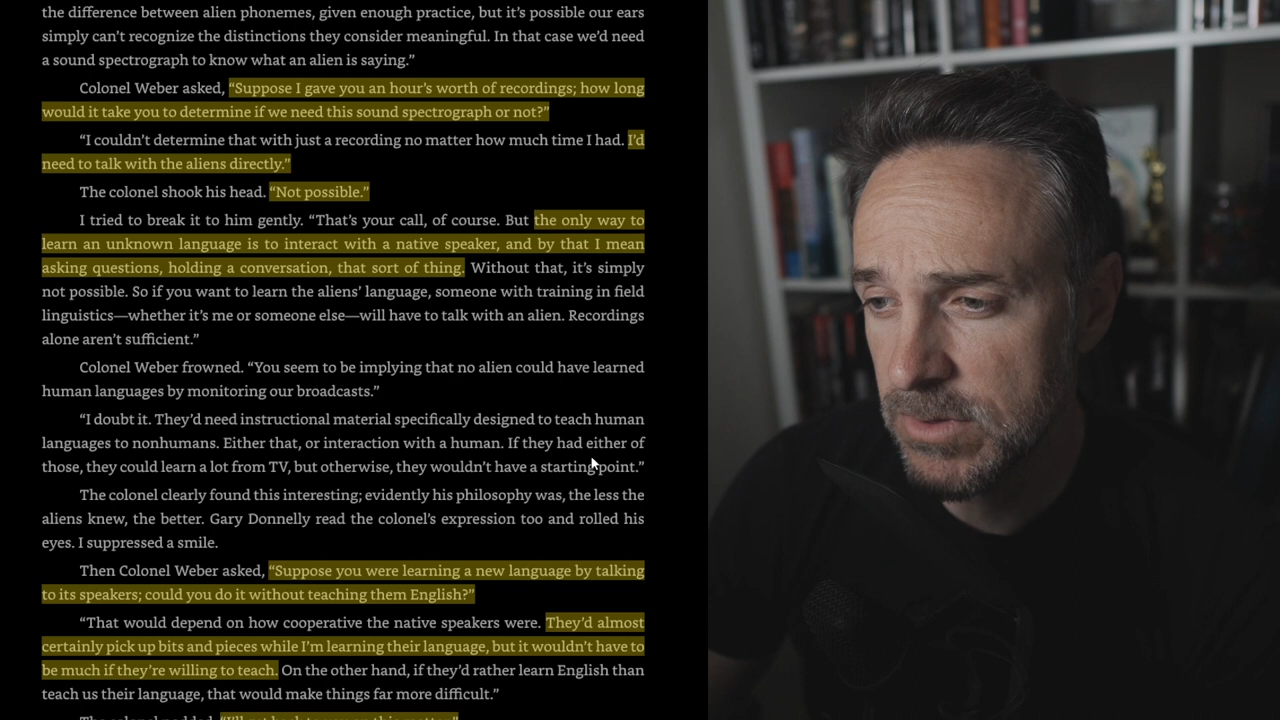 the difference between alien phonemes, given enough practice, but it’s possible our ears
simply can’t recognize the distinctions they consider meaningful. In that case we’d need
a sound spectrograph to know what an alien is saying.”
Colonel Weber asked, “Suppose I gave you an hour’s worth of recordings; how long
would it take you to determine if we need this sound spectrograph or not?”
“I couldn’t determine that with just a recording no matter how much time I had. I’d
need to talk with the aliens directly.”
The colonel shook his head. “Not possible.”
I tried to break it to him gently. “That’s your call, of course. But the only way to
learn an unknown language is to interact with a native speaker, and by that I mean
asking questions, holding a conversation, that sort of thing. Without that, it’s simply
not possible. So if you want to learn the aliens’ language, someone with training in field
linguistics—whether it’s me or someone else—will have to talk with an alien. Recordings
alone aren’t sufficient.”
Colonel Weber frowned. “You seem to be implying that no alien could have learned
human languages by monitoring our broadcasts.”
“I doubt it. They’d need instructional material specifically designed to teach human
languages to nonhumans. Either that, or interaction with a human. If they had either of
those, they could learn a lot from TV, but otherwise, they wouldn’t have a starting point.”
The colonel clearly found this interesting; evidently his philosophy was, the less the
aliens knew, the better. Gary Donnelly read the colonel’s expression too and rolled his
eyes. I suppressed a smile.
Then Colonel Weber asked, “Suppose you were learning a new language by talking
to its speakers; could you do it without teaching them English?”
“That would depend on how cooperative the native speakers were. They’d almost
certainly pick up bits and pieces while I’m learning their language, but it wouldn’t have to
be much if they’re willing to teach. On the other hand, if they’d rather learn English than
teach us their language, that would make things far more difficult.”
The colonel nodded. “I’ll get back to you on this matter.”